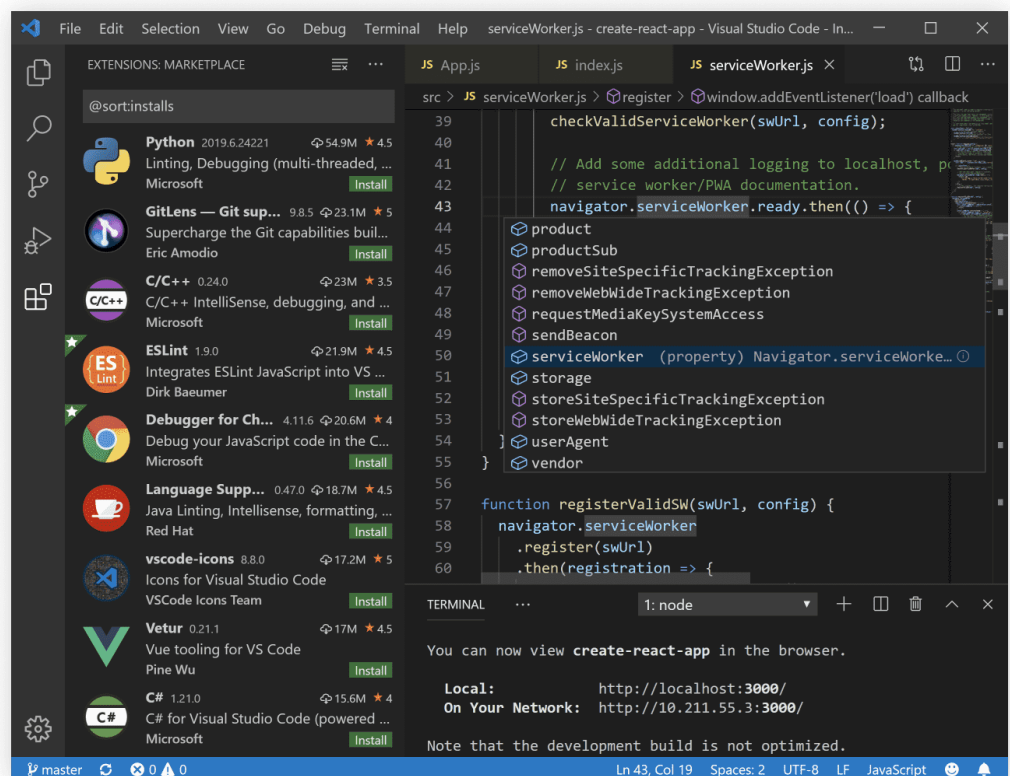 File Edit Selection View Go Debug Terminal Help serviceWorker.js - create-react-app - Visual Studio Code - In...
EXTENSIONS: MARKETPLACE
@sort:installs
Python 2019.6.24221 54.9M 4.5
Linting, Debugging (multi-threaded, ...
Microsoft Install
GitLens — Git sup... 9.8.5 23.1M 5
Supercharge the Git capabilities buil...
Eric Amodio Install
C/C++
C/C++ 0.24.0 23M 3.5
C/C++ IntelliSense, debugging, and ...
Microsoft Install
ES
Lint
ESLint 1.9.0 21.9M 4.5
Integrates ESLint JavaScript into VS ...
Dirk Baeumer Install
Debugger for Ch... 4.11.6 20.6M 4
Debug your JavaScript code in the C...
Microsoft Install
Language Supp... 0.47.0 18.7M 4.5
Java Linting, Intellisense, formatting, ...
Red Hat Install
vscode-icons 8.8.0 17.2M 5
Icons for Visual Studio Code
VSCode Icons Team Install
Vetur 0.21.1 17M 4.5
Vue tooling for VS Code
Pine Wu Install
C#
C# 1.21.0 15.6M 4
C# for Visual Studio Code (powered ...
Microsoft Install
JS App.js JS index.js JS serviceWorker.js
src > JS serviceWorker.js > register > window.addEventListener('load') callback
39 checkValidServiceWorker(swUrl, config);
40
41 // Add some additional logging to localhost, p
42 // service worker/PWA documentation.
43 navigator.serviceWorker.ready.then(() => {
44 product
45 productSub
46 removeSiteSpecificTrackingException
47 removeWebWideTrackingException
48 requestMediaKeySystemAccess
49 sendBeacon
50 serviceWorker (property) Navigator.serviceWorke...
51 storage
52 storeSiteSpecificTrackingException
53 storeWebWideTrackingException
54 } userAgent
55 } vendor
56
57 function registerValidSW(swUrl, config) {
58 navigator.serviceWorker
59 .register(swUrl)
60 .then(registration => {
TERMINAL ... 1: node
You can now view create-react-app in the browser.
Local: http://localhost:3000/
On Your Network: http://10.211.55.3:3000/
Note that the development build is not optimized.
master 0 0 Ln 43, Col 19 Spaces: 2 UTF-8 LF JavaScript